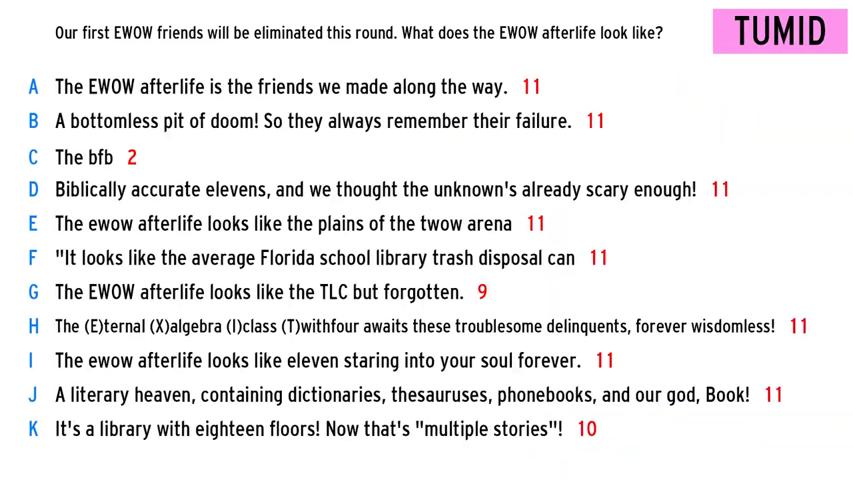 Our first EWOW friends will be eliminated this round. What does the EWOW afterlife look like?
TUMID
A The EWOW afterlife is the friends we made along the way. 11
B A bottomless pit of doom! So they always remember their failure. 11
C The bfb 2
D Biblically accurate elevens, and we thought the unknown's already scary enough! 11
E The ewow afterlife looks like the plains of the twow arena 11
F "It looks like the average Florida school library trash disposal can 11
G The EWOW afterlife looks like the TLC but forgotten. 9
H The (E)ternal (X)algebra (I)class (T)withfour awaits these troublesome delinquents, forever wisdomless! 11
I The ewow afterlife looks like eleven staring into your soul forever. 11
J A literary heaven, containing dictionaries, thesauruses, phonebooks, and our god, Book! 11
K It's a library with eighteen floors! Now that's "multiple stories"! 10